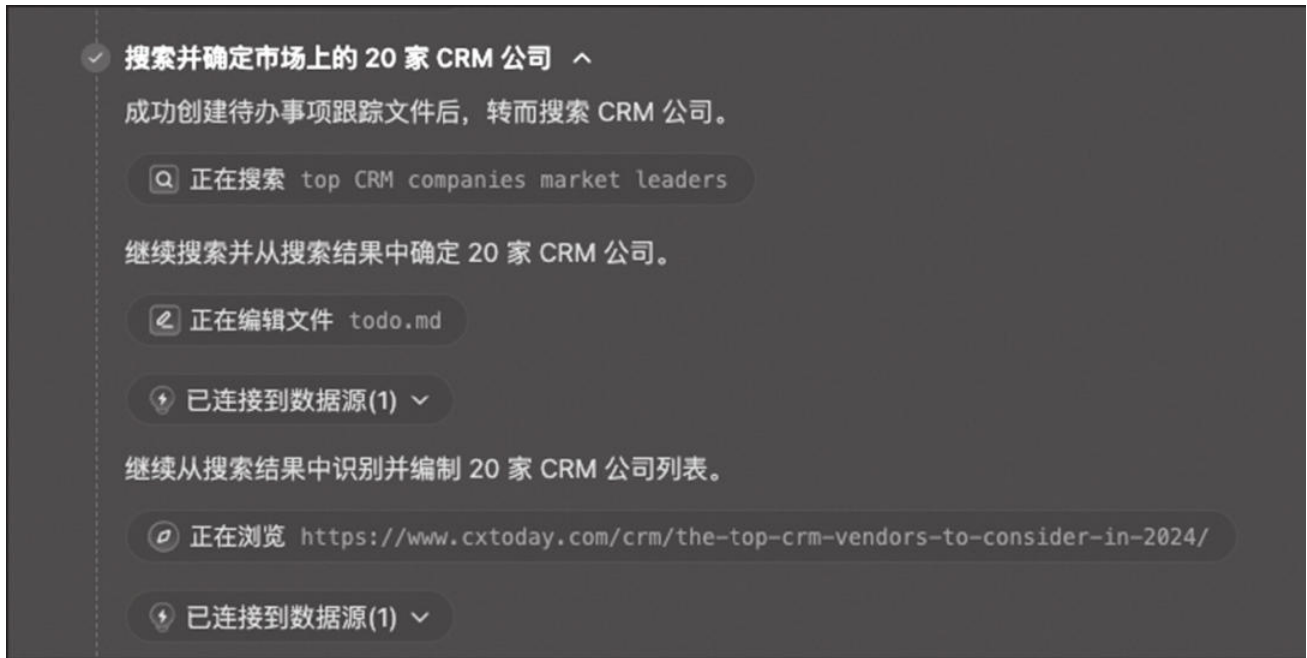 搜索并确定市场上的 20 家 CRM 公司
成功创建待办事项跟踪文件后，转而搜索 CRM 公司。
正在搜索 top CRM companies market leaders
继续搜索并从搜索结果中确定 20 家 CRM 公司。
正在编辑文件 todo.md
已连接到数据源(1)
继续从搜索结果中识别并编制 20 家 CRM 公司列表。
正在浏览 https://www.cxtoday.com/crm/the-top-crm-vendors-to-consider-in-2024/
已连接到数据源(1)